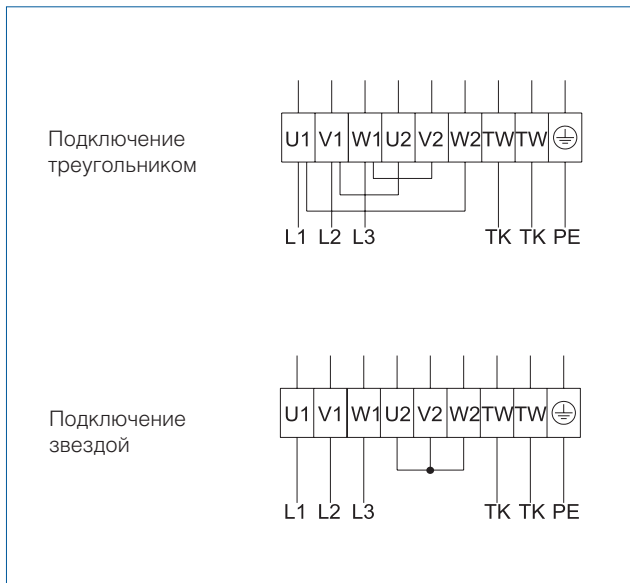 Подключение
треугольником
U1 V1 W1 U2 V2 W2 TW TW
L1 L2 L3 TK TK PE
Подключение
звездой
U1 V1 W1 U2 V2 W2 TW TW
L1 L2 L3 TK TK PE